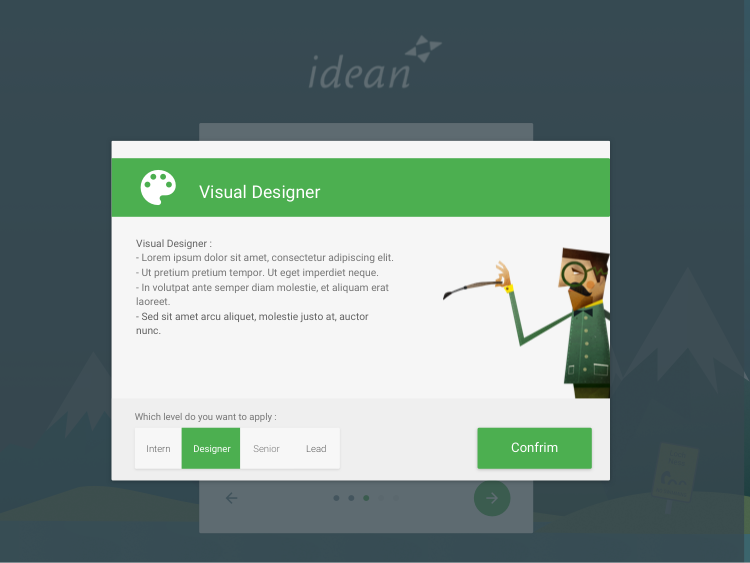 idean
Visual Designer
Visual Designer :
- Lorem ipsum dolor sit amet, consectetur adipiscing elit.
- Ut pretium pretium tempor. Ut eget imperdiet neque.
- In volutpat ante semper diam molestie, et aliquam erat
laoreet.
- Sed sit amet arcu aliquet, molestie justo at, auctor
nunc.
Which level do you want to apply :
Intern
Designer
Senior
Lead
Confrim